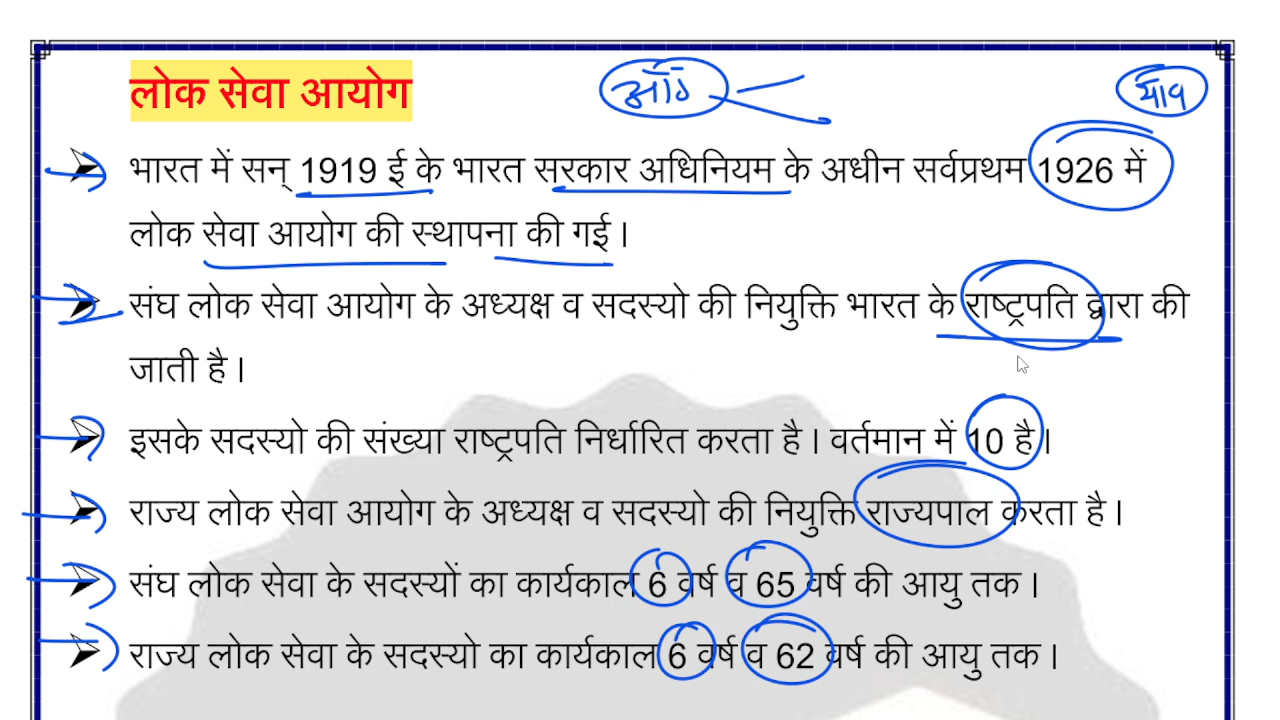 लोक सेवा आयोग
भारत में सन् 1919 ई के भारत सरकार अधिनियम के अधीन सर्वप्रथम 1926 में
लोक सेवा आयोग की स्थापना की गई।
संघ लोक सेवा आयोग के अध्यक्ष व सदस्यो की नियुक्ति भारत के राष्ट्रपति द्वारा की
जाती है।
इसके सदस्यो की संख्या राष्ट्रपति निर्धारित करता है। वर्तमान में 10 है।
राज्य लोक सेवा आयोग के अध्यक्ष व सदस्यो की नियुक्ति राज्यपाल करता है।
संघ लोक सेवा के सदस्यों का कार्यकाल 6 वर्ष व 65 वर्ष की आयु तक।
राज्य लोक सेवा के सदस्यो का कार्यकाल 6 वर्ष व 62 वर्ष की आयु तक।